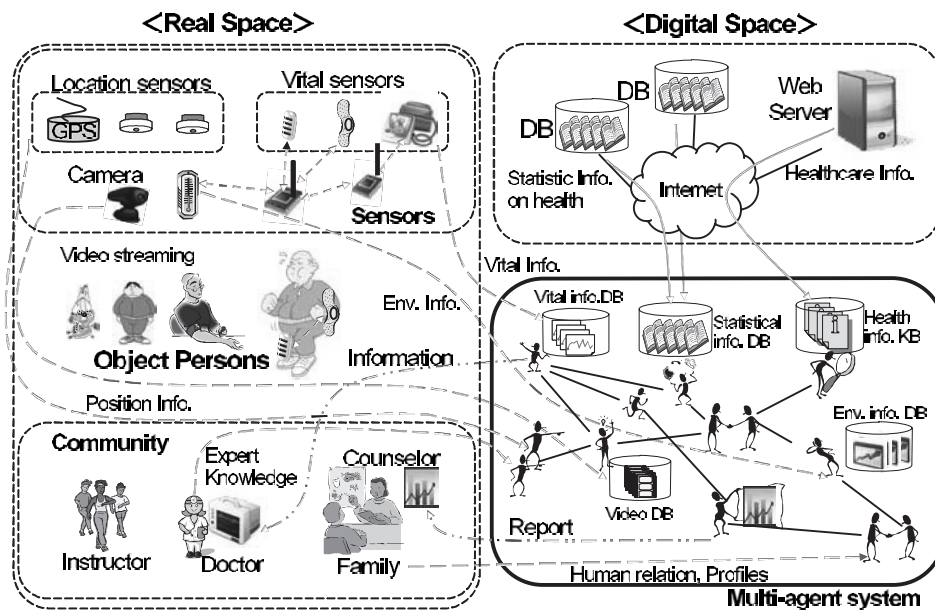 <Real Space>
<Digital Space>
Location sensors
Vital sensors
GPS
Camera
Sensors
Video streaming
Env. Info.
Object Persons
Information
Position Info.
Community
Expert
Knowledge
Counselor
Instructor
Doctor
Family
DB
DB
Web
Server
Statistic Info.
on health
Internet
Healthcare Info.
Vital Info.
Vital info.DB
Statistical
info. DB
Health
info. KB
Env. info. DB
Video DB
Report
Human relation, Profiles
Multi-agent system